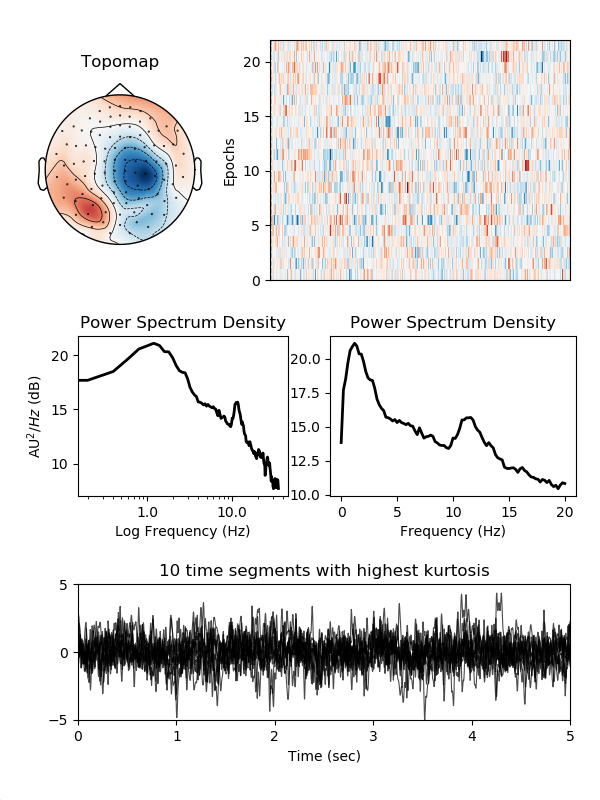 Topomap
Epochs
20
15
10
5
0
Power Spectrum Density
AU²/Hz (dB)
20
15
10
1.0 10.0
Log Frequency (Hz)
Power Spectrum Density
20.0
17.5
15.0
12.5
10.0
0 5 10 15 20
Frequency (Hz)
10 time segments with highest kurtosis
5
0
−5
0 1 2 3 4 5
Time (sec)